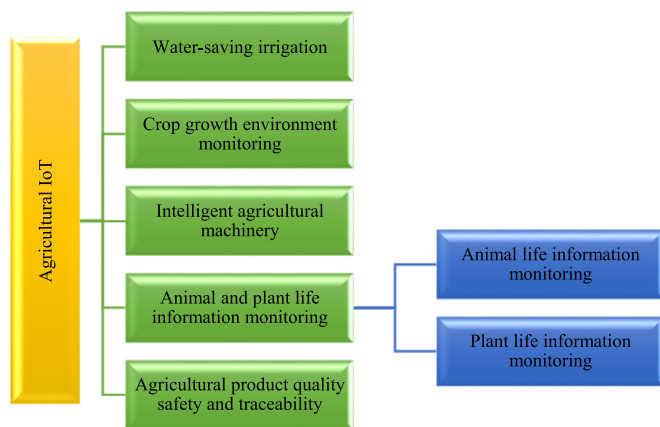 Agricultural IoT
Water-saving irrigation
Crop growth environment
monitoring
Intelligent agricultural
machinery
Animal and plant life
information monitoring
Agricultural product quality
safety and traceability
Animal life information
monitoring
Plant life information
monitoring